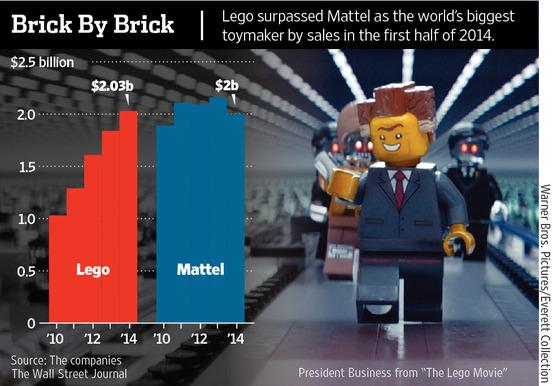 Brick By Brick
Lego surpassed Mattel as the world's biggest
toymaker by sales in the first half of 2014.
$2.5 billion
$2.03b
$2b
2.0
1.5
1.0
0.5
0
Lego
Mattel
'10
'12
'14
'10
'12
'14
Source: The companies
The Wall Street Journal
President Business from "The Lego Movie"
Warner Bros. Pictures/Everett Collection